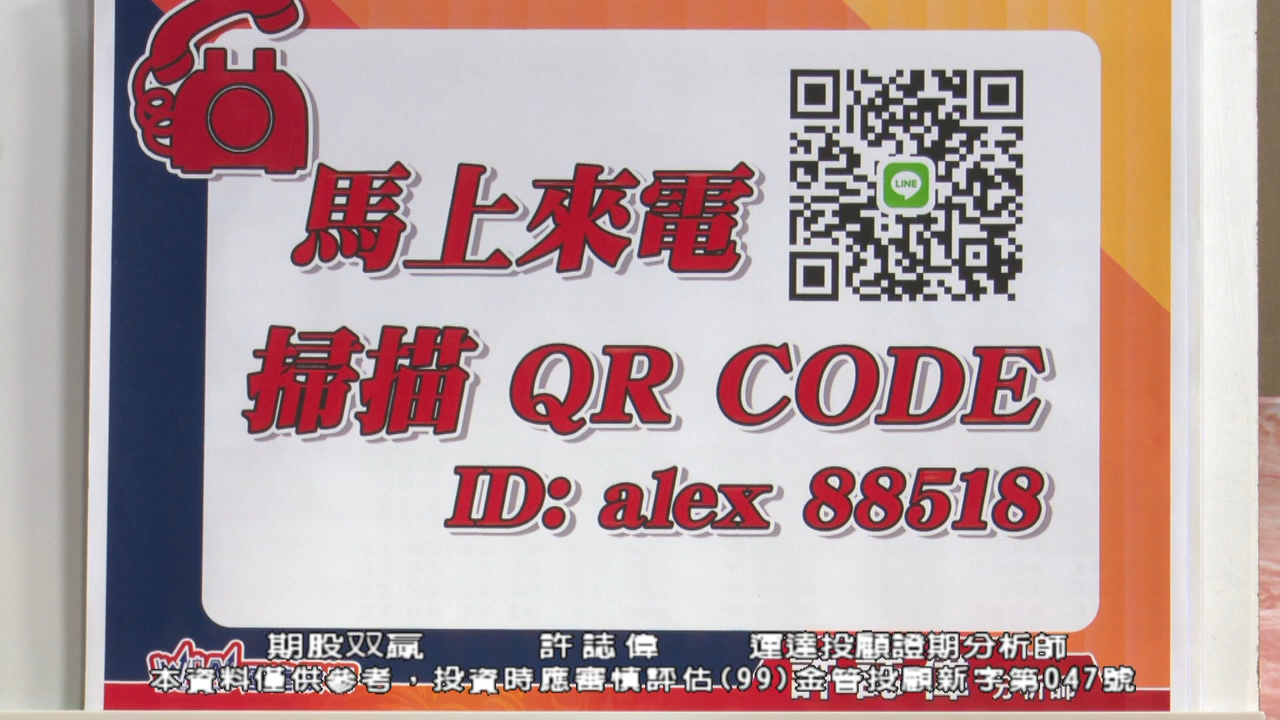 馬上來電
LINE
掃描 QR CODE
ID: alex 88518
期股双贏 許誌偉 運達投顧證期分析師
本資料僅供參考，投資時應審慎評估(99)金管投顧新字第047號